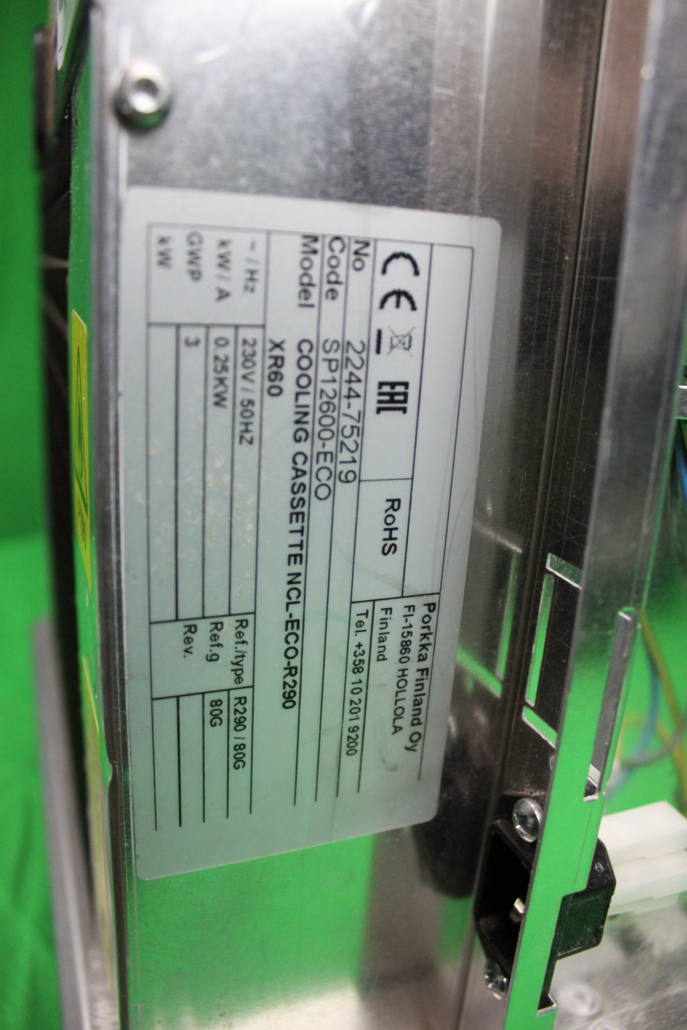 Porkka Finland Oy
FI-15860 HOLLOLA
Finland
Tel. +358 10 201 9200
CE EAC RoHS
No 2244-75219
Code SP12600-ECO
Model COOLING CASSETTE NCL-ECO-R290
XR60
~ / Hz 230V / 50HZ Ref./type R290 / 80G
kW / A 0.25KW Ref.g 80G
GWP 3 Rev.
kW